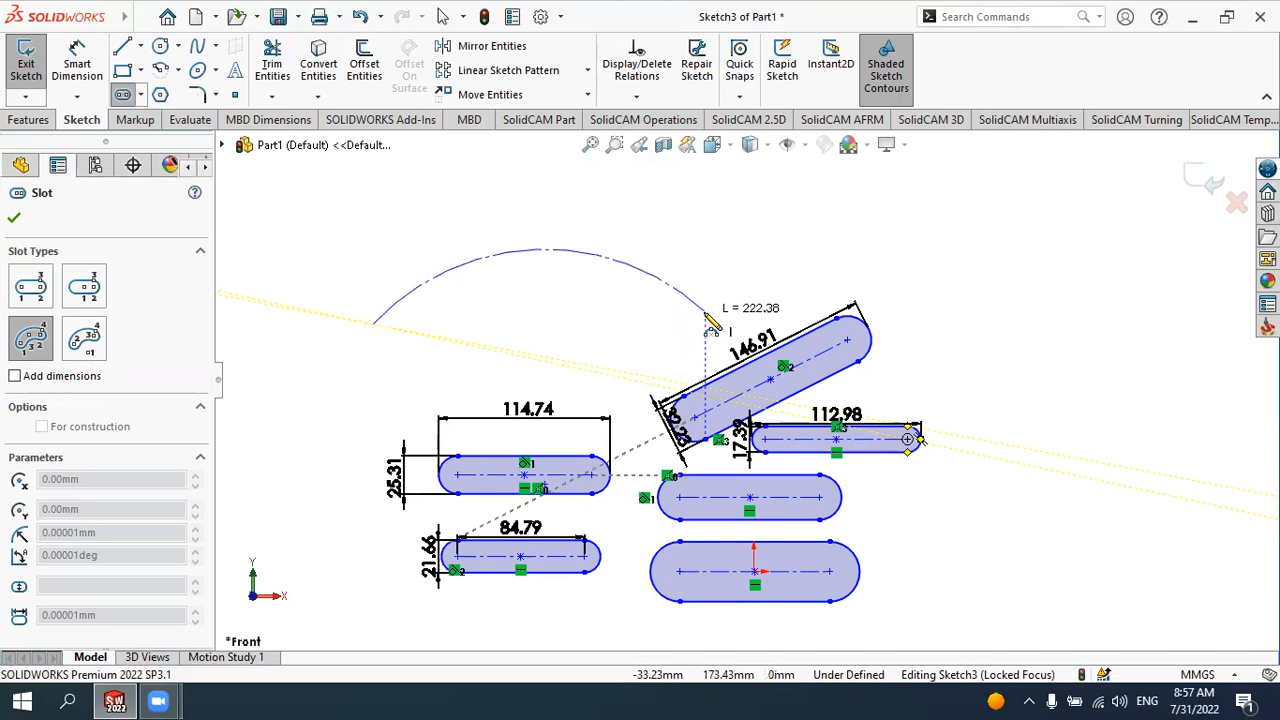 SOLIDWORKS
Sketch3 of Part1 *
Search Commands
Exit Sketch
Smart Dimension
Trim Entities
Convert Entities
Offset Entities
Offset On Surface
Mirror Entities
Linear Sketch Pattern
Move Entities
Display/Delete Relations
Repair Sketch
Quick Snaps
Rapid Sketch
Instant2D
Shaded Sketch Contours
Features
Sketch
Markup
Evaluate
MBD Dimensions
SOLIDWORKS Add-Ins
MBD
SolidCAM Part
SolidCAM Operations
SolidCAM 2.5D
SolidCAM AFRM
SolidCAM 3D
SolidCAM Multiaxis
SolidCAM Turning
SolidCAM Temp...
Part1 (Default) <<Default...
Slot
Slot Types
Add dimensions
Options
For construction
Parameters
0.00mm
0.00mm
0.00001mm
0.00001deg
0.00001mm
L = 222.38
146.91
114.74
25.31
112.98
17.39
84.79
21.66
Y
X
*Front
Model
3D Views
Motion Study 1
SOLIDWORKS Premium 2022 SP3.1
-33.23mm
173.43mm
0mm
Under Defined
Editing Sketch3 (Locked Focus)
MMGS
ENG
8:57 AM
7/31/2022